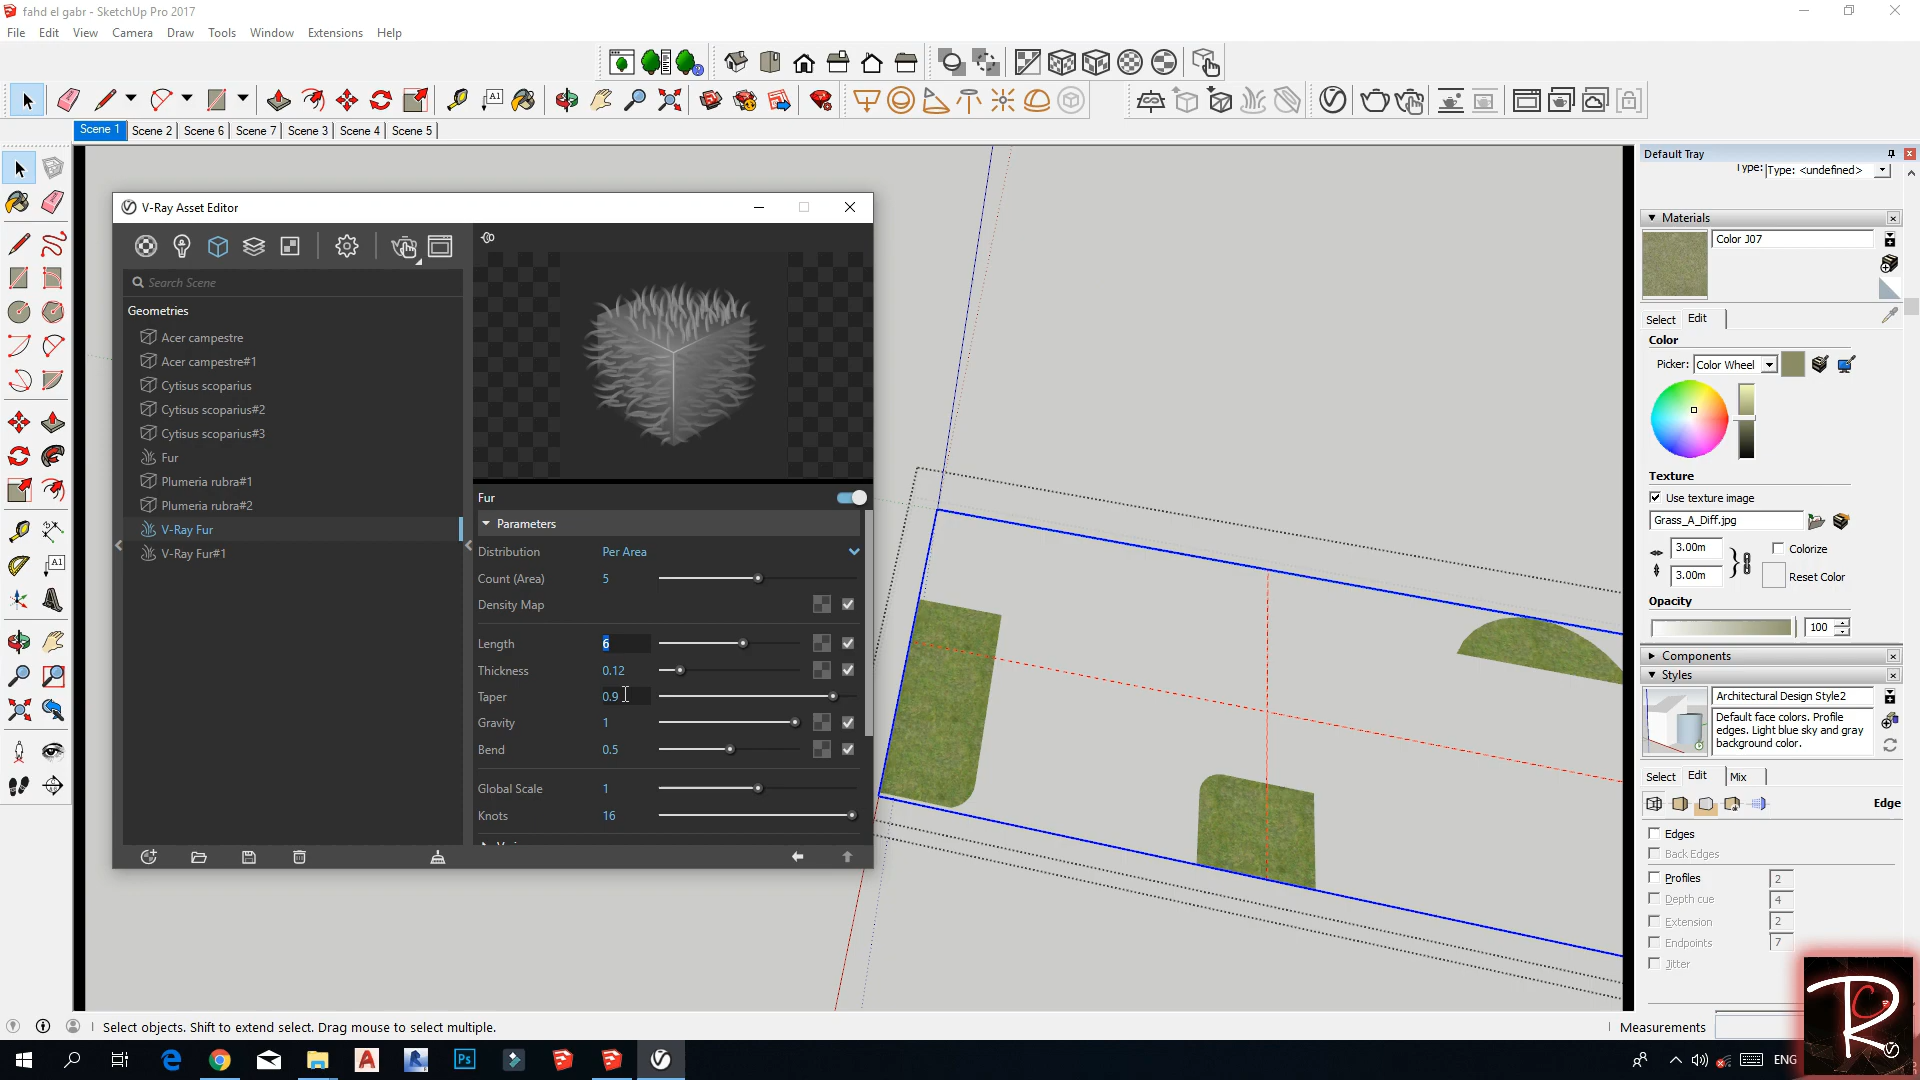 fahd el gabr - SketchUp Pro 2017
File Edit View Camera Draw Tools Window Extensions Help
A1
Scene 1 Scene 2 Scene 6 Scene 7 Scene 3 Scene 4 Scene 5
V-Ray Asset Editor
Search Scene
Geometries
Acer campestre
Acer campestre#1
Cytisus scoparius
Cytisus scoparius#2
Cytisus scoparius#3
Fur
Plumeria rubra#1
Plumeria rubra#2
V-Ray Fur
V-Ray Fur#1
Fur
Parameters
Distribution Per Area
Count (Area) 5
Density Map
Length 6
Thickness 0.12
Taper 0.9
Gravity 1
Bend 0.5
Global Scale 1
Knots 16
A1
Default Tray
Type: Type: <undefined>
Materials
Color J07
Select Edit
Color
Picker: Color Wheel
Texture
Use texture image
Grass_A_Diff.jpg
3.00m Colorize
3.00m Reset Color
Opacity
100
Components
Styles
Architectural Design Style2
Default face colors. Profile
edges. Light blue sky and gray
background color.
Select Edit Mix
Edge
Edges
Back Edges
Profiles 2
Depth cue 4
Extension 2
Endpoints 7
Jitter
Select objects. Shift to extend select. Drag mouse to select multiple.
Measurements
Ps
ENG